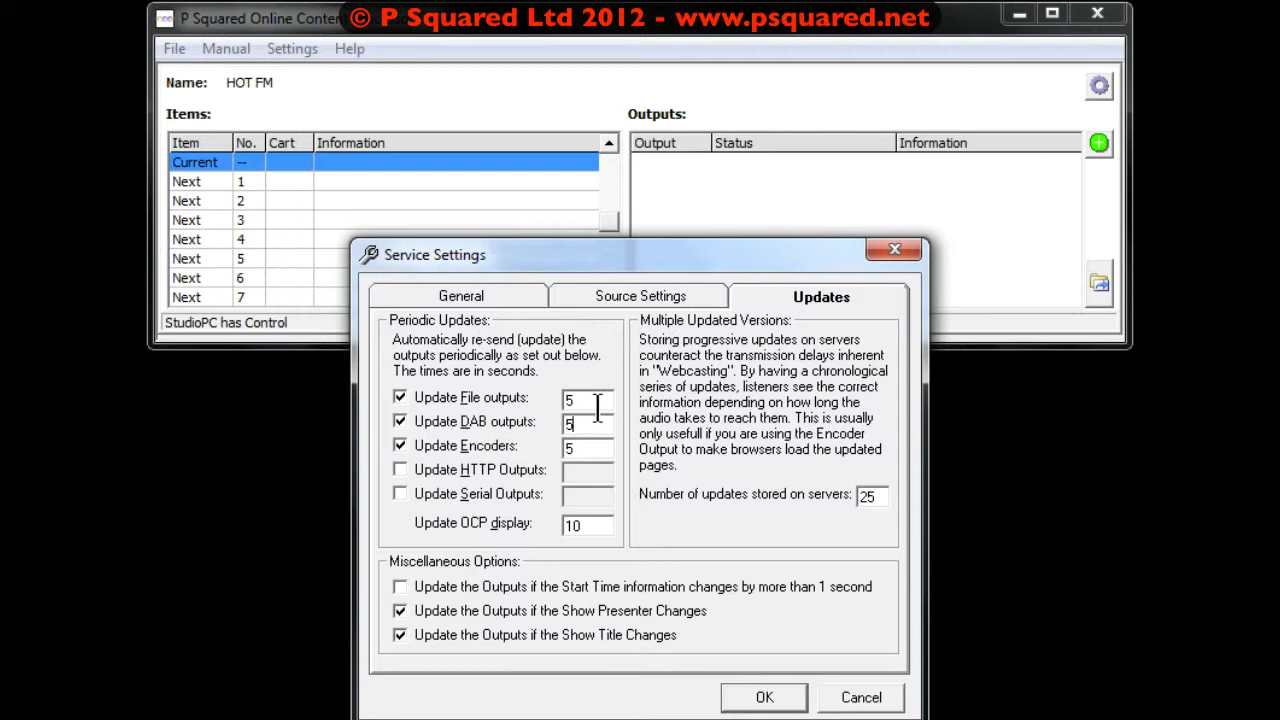 P Squared Online Conten
© P Squared Ltd 2012 - www.psquared.net
File Manual Settings Help
Name: HOT FM
Items:
Outputs:
Item No. Cart Information
Output Status Information
Current --
Next 1
Next 2
Next 3
Next 4
Next 5
Next 6
Next 7
StudioPC has Control
Service Settings
General Source Settings Updates
Periodic Updates:
Automatically re-send (update) the
outputs periodically as set out below.
The times are in seconds.
Update File outputs: 5
Update DAB outputs: 5
Update Encoders: 5
Update HTTP Outputs:
Update Serial Outputs:
Update OCP display: 10
Multiple Updated Versions:
Storing progressive updates on servers
counteract the transmission delays inherent
in "Webcasting". By having a chronological
series of updates, listeners see the correct
information depending on how long the
audio takes to reach them. This is usually
only usefull if you are using the Encoder
Output to make browsers load the updated
pages.
Number of updates stored on servers: 25
Miscellaneous Options:
Update the Outputs if the Start Time information changes by more than 1 second
Update the Outputs if the Show Presenter Changes
Update the Outputs if the Show Title Changes
OK Cancel